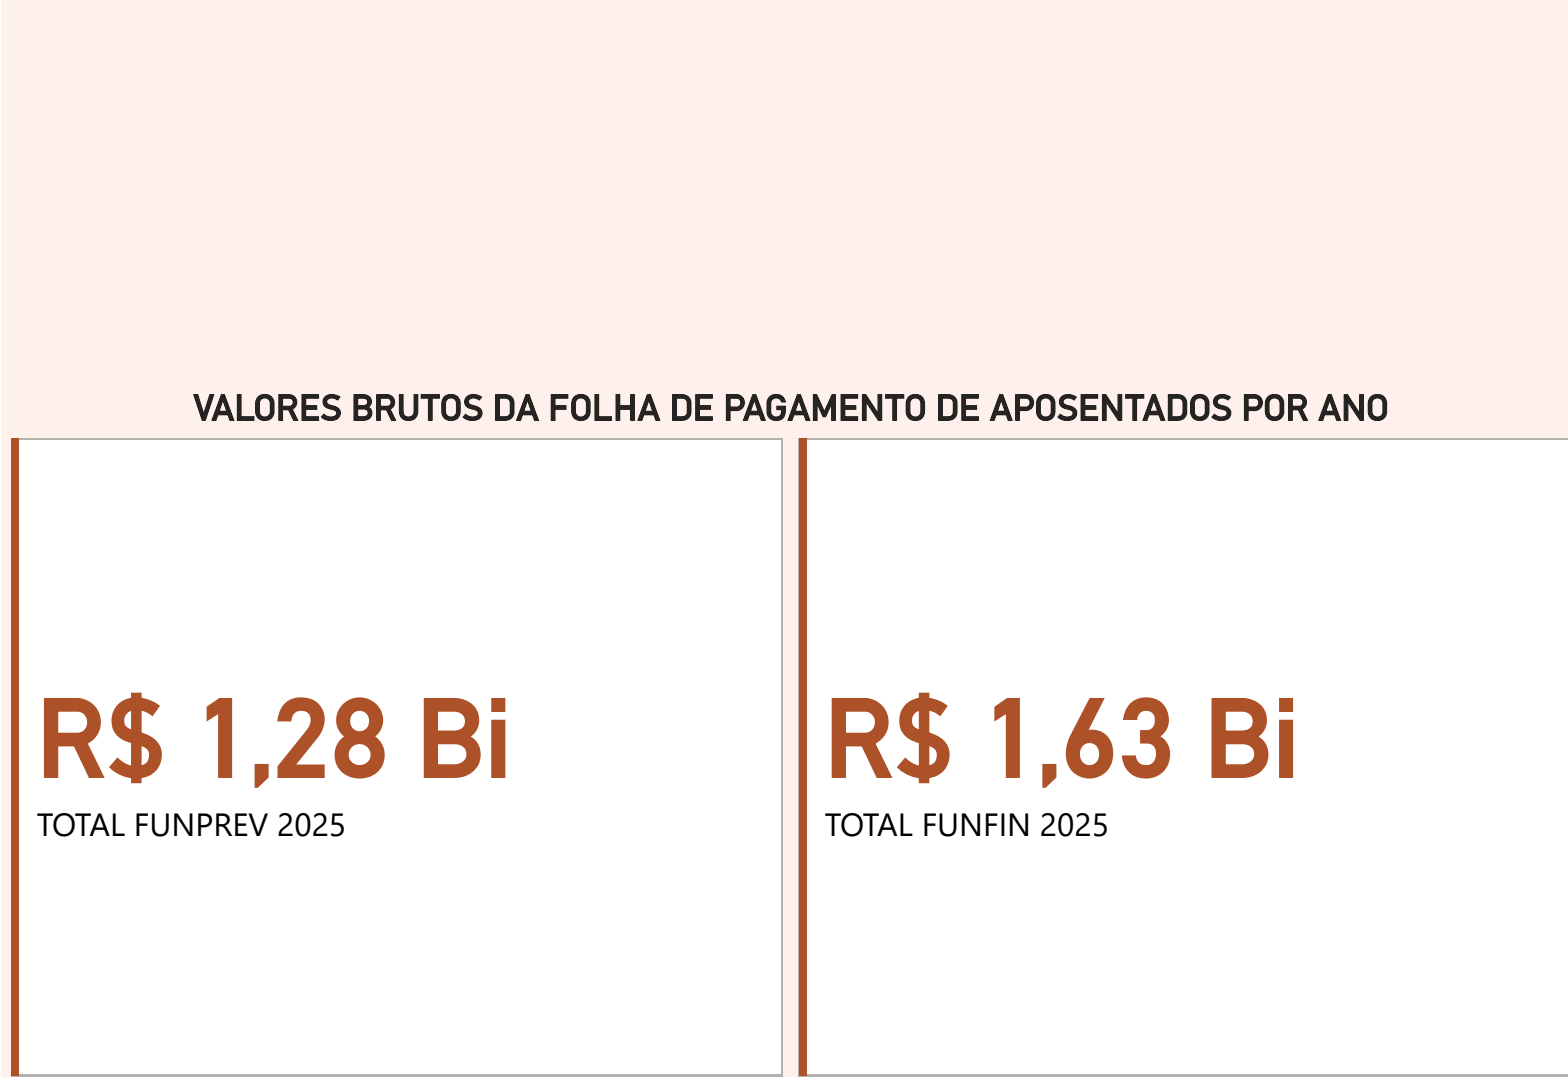 VALORES BRUTOS DA FOLHA DE PAGAMENTO DE APOSENTADOS POR ANO
R$ 1,28 Bi
TOTAL FUNPREV 2025
R$ 1,63 Bi
TOTAL FUNFIN 2025